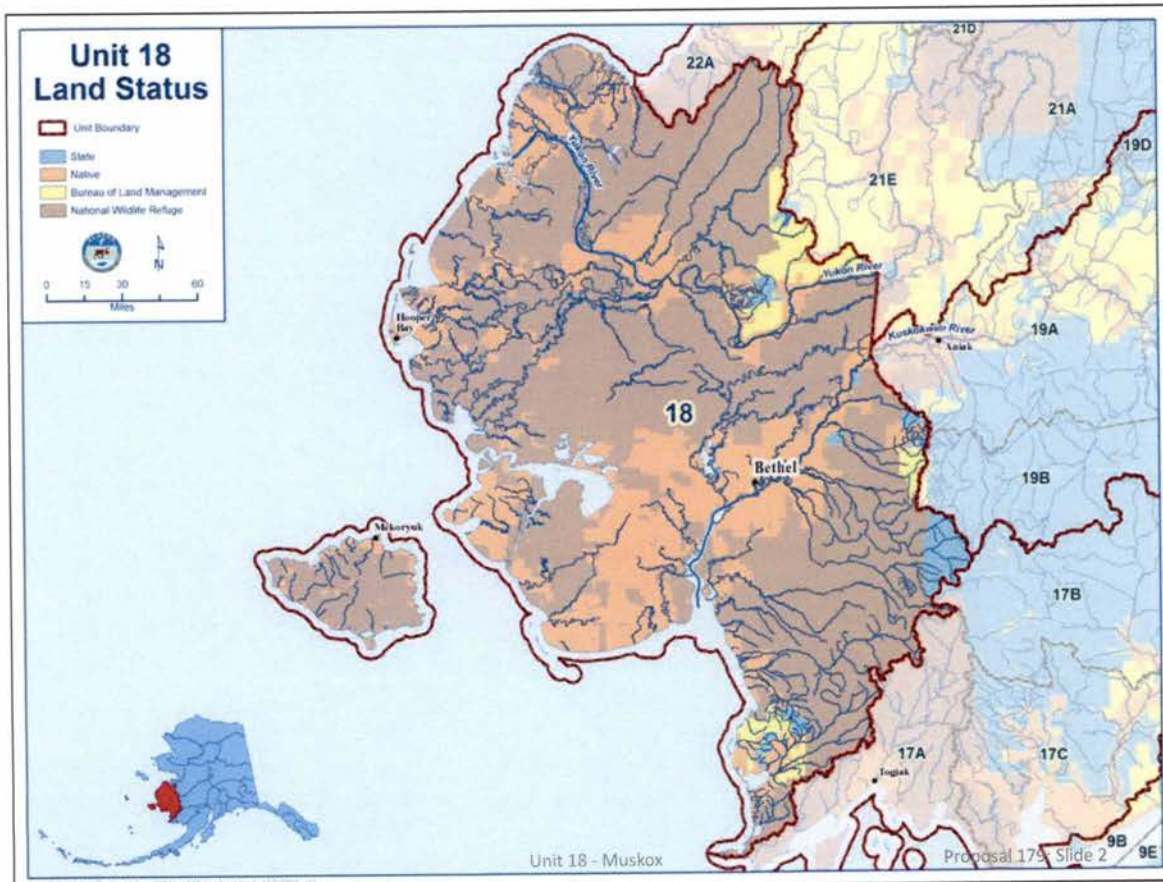 Unit 18
Land Status
Unit Boundary
State
Native
Bureau of Land Management
National Wildlife Refuge
N
0 15 30 60
Miles
21D
22A
21A
19D
21E
Yukon River
Yukon River
Kuskokwim River
19A
Aniak
Hooper
Bay
18
Bethel
19B
Mekoryuk
17B
17A
17C
Togiak
9B
9E
Unit 18 - Muskox
Proposal 179; Slide 2